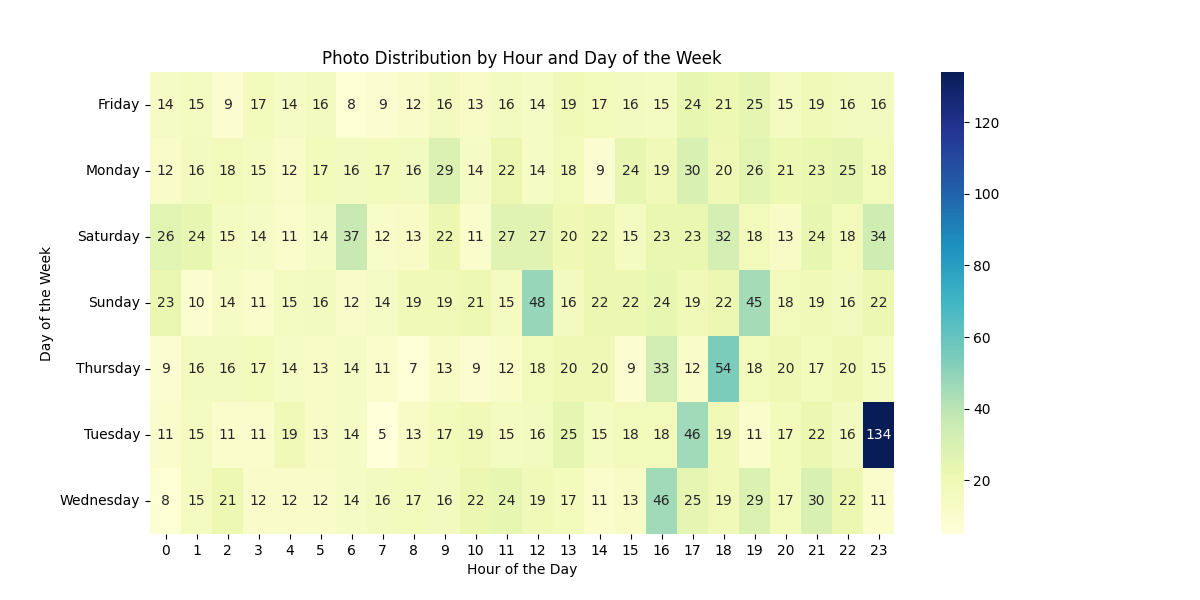 Photo Distribution by Hour and Day of the Week
Day of the Week
Friday 14 15 9 17 14 16 8 9 12 16 13 16 14 19 17 16 15 24 21 25 15 19 16 16
Monday 12 16 18 15 12 17 16 17 16 29 14 22 14 18 9 24 19 30 20 26 21 23 25 18
Saturday 26 24 15 14 11 14 37 12 13 22 11 27 27 20 22 15 23 23 32 18 13 24 18 34
Sunday 23 10 14 11 15 16 12 14 19 19 21 15 48 16 22 22 24 19 22 45 18 19 16 22
Thursday 9 16 16 17 14 13 14 11 7 13 9 12 18 20 20 9 33 12 54 18 20 17 20 15
Tuesday 11 15 11 11 19 13 14 5 13 17 19 15 16 25 15 18 18 46 19 11 17 22 16 134
Wednesday 8 15 21 12 12 12 14 16 17 16 22 24 19 17 11 13 46 25 19 29 17 30 22 11
0 1 2 3 4 5 6 7 8 9 10 11 12 13 14 15 16 17 18 19 20 21 22 23
Hour of the Day
120
100
80
60
40
20